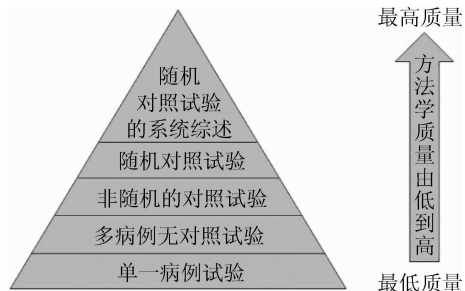 最高质量
随机
对照试验
的系统综述
随机对照试验
非随机的对照试验
多病例无对照试验
单一病例试验
方法学质量由低到高
最低质量